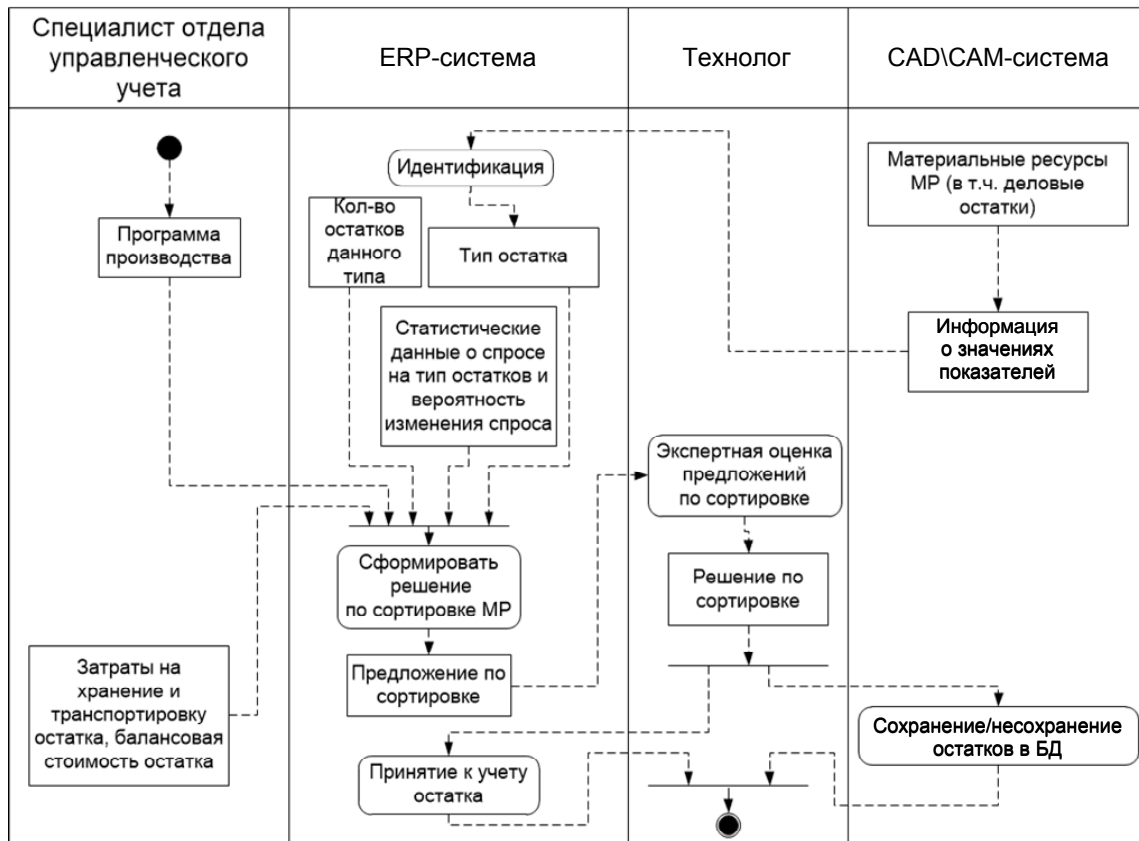 Специалист отдела
управленческого
учета
ERP-система
Технолог
CAD\CAM-система
Идентификация
Материальные ресурсы
МР (в т.ч. деловые
остатки)
Кол-во
остатков
данного
типа
Программа
производства
Тип остатка
Статистические
данные о спросе
на тип остатков и
вероятность
изменения спроса
Информация
о значениях
показателей
Экспертная оценка
предложений
по сортировке
Сформировать
решение
по сортировке МР
Решение по
сортировке
Затраты на
хранение и
транспортировку
остатка, балансовая
стоимость остатка
Предложение по
сортировке
Сохранение/несохранение
остатков в БД
Принятие к учету
остатка